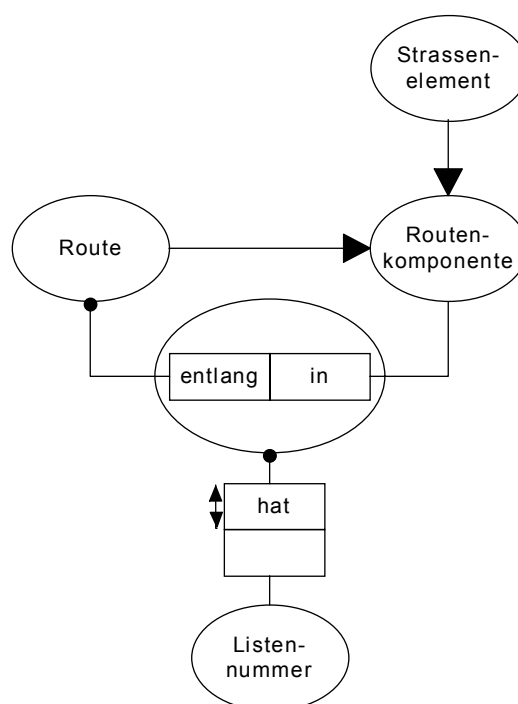 Strassen-
element
Route
Routen-
komponente
entlang in
hat
Listen-
nummer